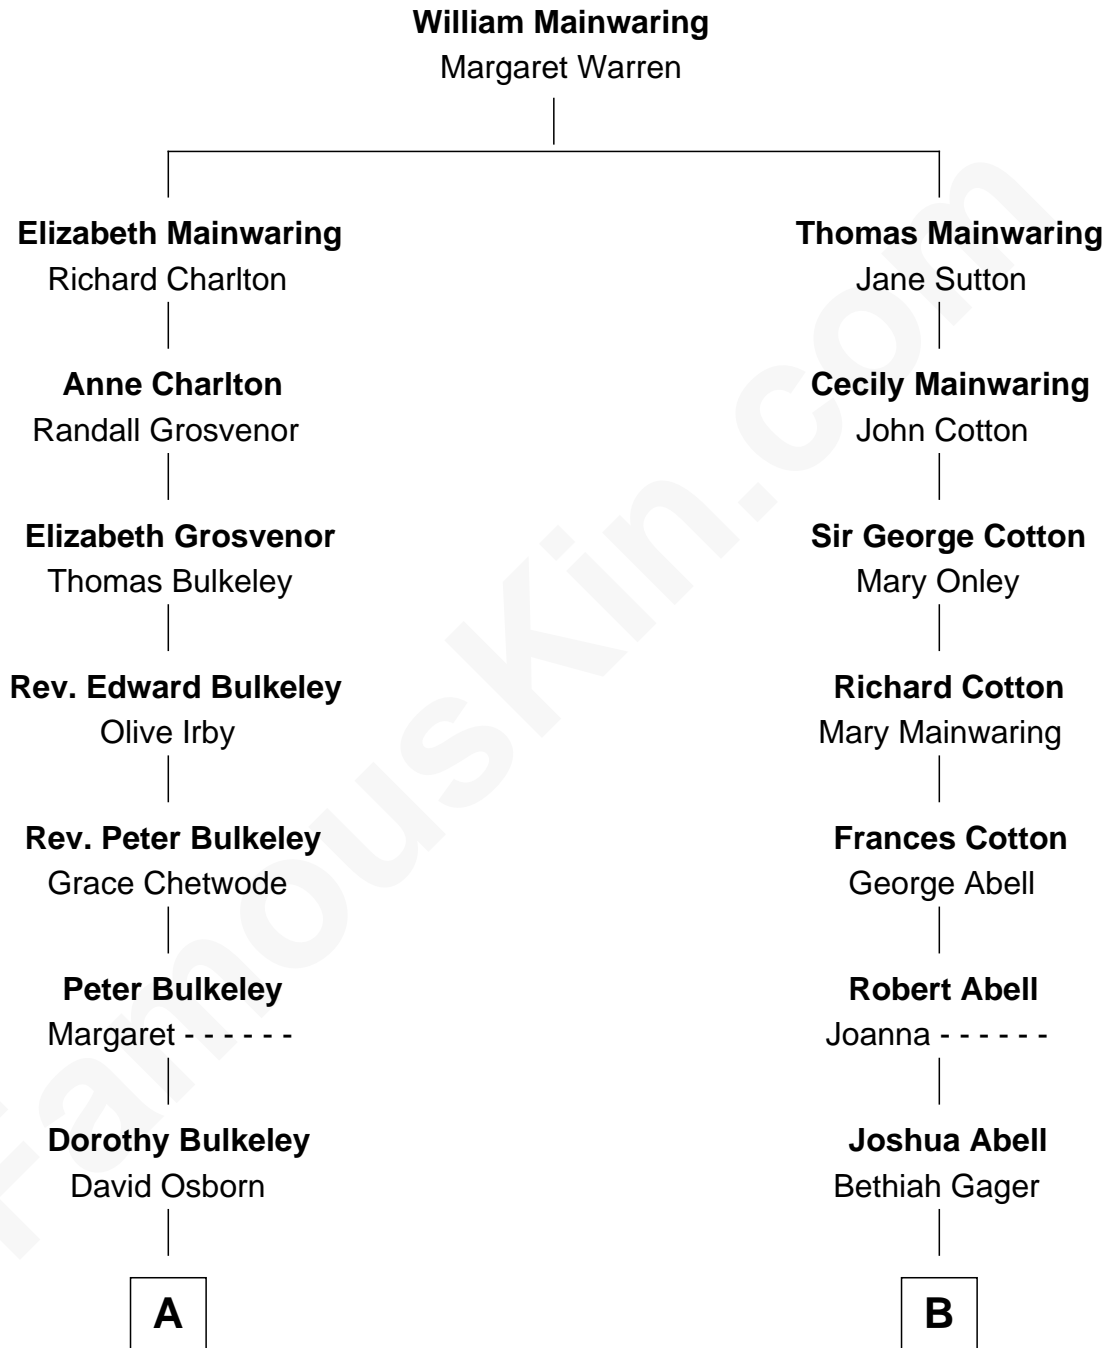 William Mainwaring
Margaret Warren
Elizabeth Mainwaring
Richard Charlton
Thomas Mainwaring
Jane Sutton
Anne Charlton
Randall Grosvenor
Cecily Mainwaring
John Cotton
Elizabeth Grosvenor
Thomas Bulkeley
Sir George Cotton
Mary Onley
Rev. Edward Bulkeley
Olive Irby
Richard Cotton
Mary Mainwaring
Rev. Peter Bulkeley
Grace Chetwode
Frances Cotton
George Abell
Peter Bulkeley
Margaret - - - - - -
Robert Abell
Joanna - - - - - -
Dorothy Bulkeley
David Osborn
Joshua Abell
Bethiah Gager
A
B
FamousKin.com